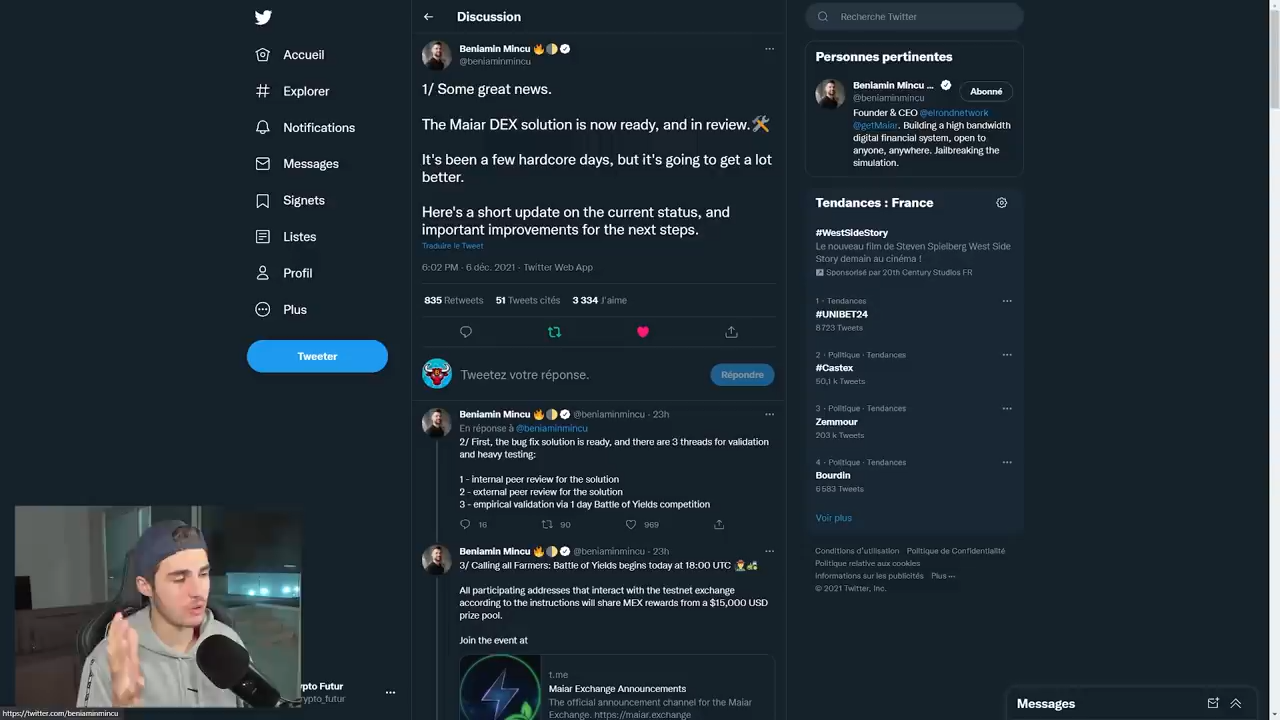 Accueil
Explorer
Notifications
Messages
Signets
Listes
Profil
Plus
Tweeter
ypto Futur
ypto_futur
https://twitter.com/beniaminmincu
Discussion
Beniamin Mincu
@beniaminmincu
1/ Some great news.
The Maiar DEX solution is now ready, and in review.
It's been a few hardcore days, but it's going to get a lot
better.
Here's a short update on the current status, and
important improvements for the next steps.
Traduire le Tweet
6:02 PM · 6 déc. 2021 · Twitter Web App
835 Retweets 51 Tweets cités 3 334 J'aime
Tweetez votre réponse.
Répondre
Beniamin Mincu @beniaminmincu · 23h
En réponse à @beniaminmincu
2/ First, the bug fix solution is ready, and there are 3 threads for validation
and heavy testing:
1 - internal peer review for the solution
2 - external peer review for the solution
3 - empirical validation via 1 day Battle of Yields competition
16 90 969
Beniamin Mincu @beniaminmincu · 23h
3/ Calling all Farmers: Battle of Yields begins today at 18:00 UTC
All participating addresses that interact with the testnet exchange
according to the instructions will share MEX rewards from a $15,000 USD
prize pool.
Join the event at
t.me
Maiar Exchange Announcements
The official announcement channel for the Maiar
Exchange. https://maiar.exchange
Recherche Twitter
Personnes pertinentes
Beniamin Mincu ...
@beniaminmincu
Abonné
Founder & CEO @elrondnetwork
@getMaiar. Building a high bandwidth
digital financial system, open to
anyone, anywhere. Jailbreaking the
simulation.
Tendances : France
#WestSideStory
Le nouveau film de Steven Spielberg West Side
Story demain au cinéma !
Sponsorisé par 20th Century Studios FR
1 · Tendances
#UNIBET24
8 723 Tweets
2 · Politique · Tendances
#Castex
50,1 k Tweets
3 · Politique · Tendances
Zemmour
203 k Tweets
4 · Politique · Tendances
Bourdin
6 583 Tweets
Voir plus
Conditions d'utilisation Politique de Confidentialité
Politique relative aux cookies
Informations sur les publicités Plus ···
© 2021 Twitter, Inc.
Messages